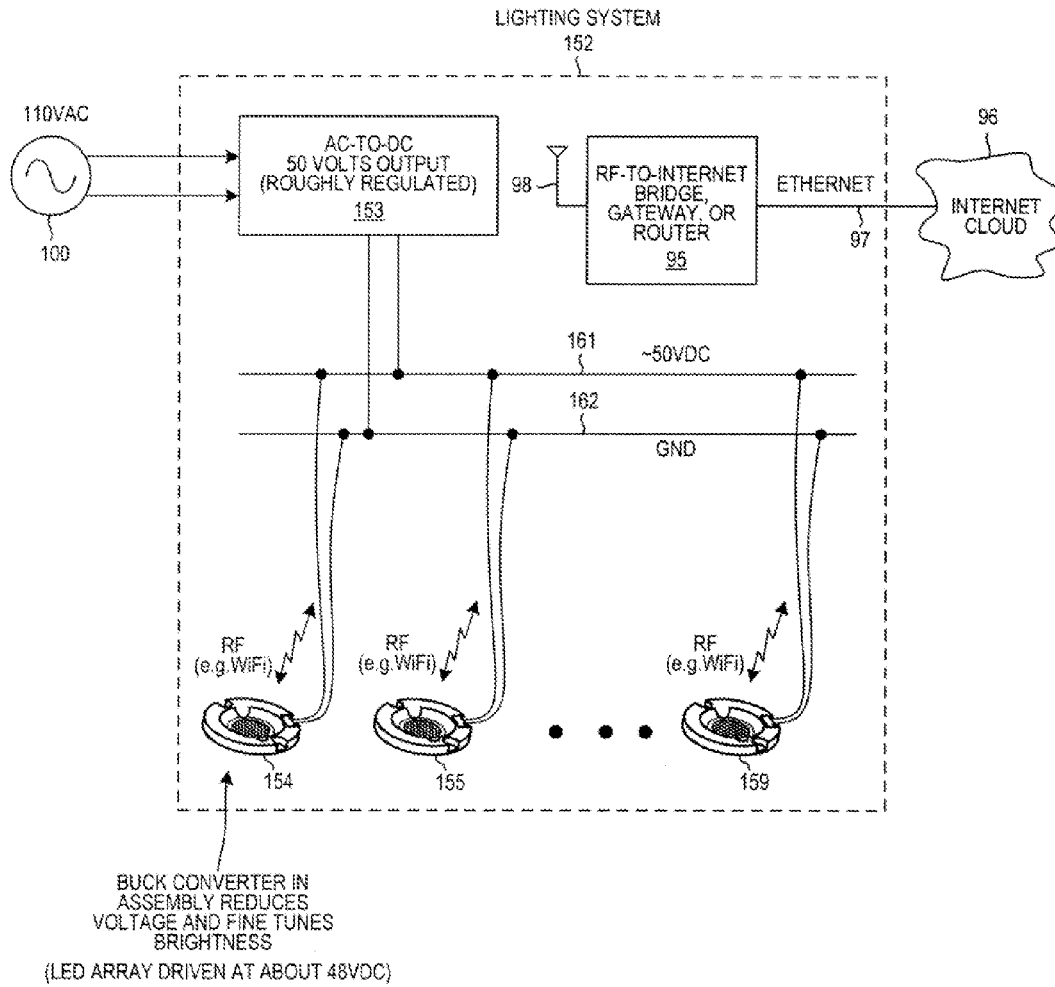 LIGHTING SYSTEM
152
110VAC
100
AC-TO-DC
50 VOLTS OUTPUT
(ROUGHLY REGULATED)
153
98
RF-TO-INTERNET
BRIDGE,
GATEWAY, OR
ROUTER
95
ETHERNET
97
96
INTERNET
CLOUD
161
~50VDC
162
GND
RF
(e.g.WiFi)
RF
(e.g.WiFi)
RF
(e.g.WiFi)
154
155
159
BUCK CONVERTER IN
ASSEMBLY REDUCES
VOLTAGE AND FINE TUNES
BRIGHTNESS
(LED ARRAY DRIVEN AT ABOUT 48VDC)